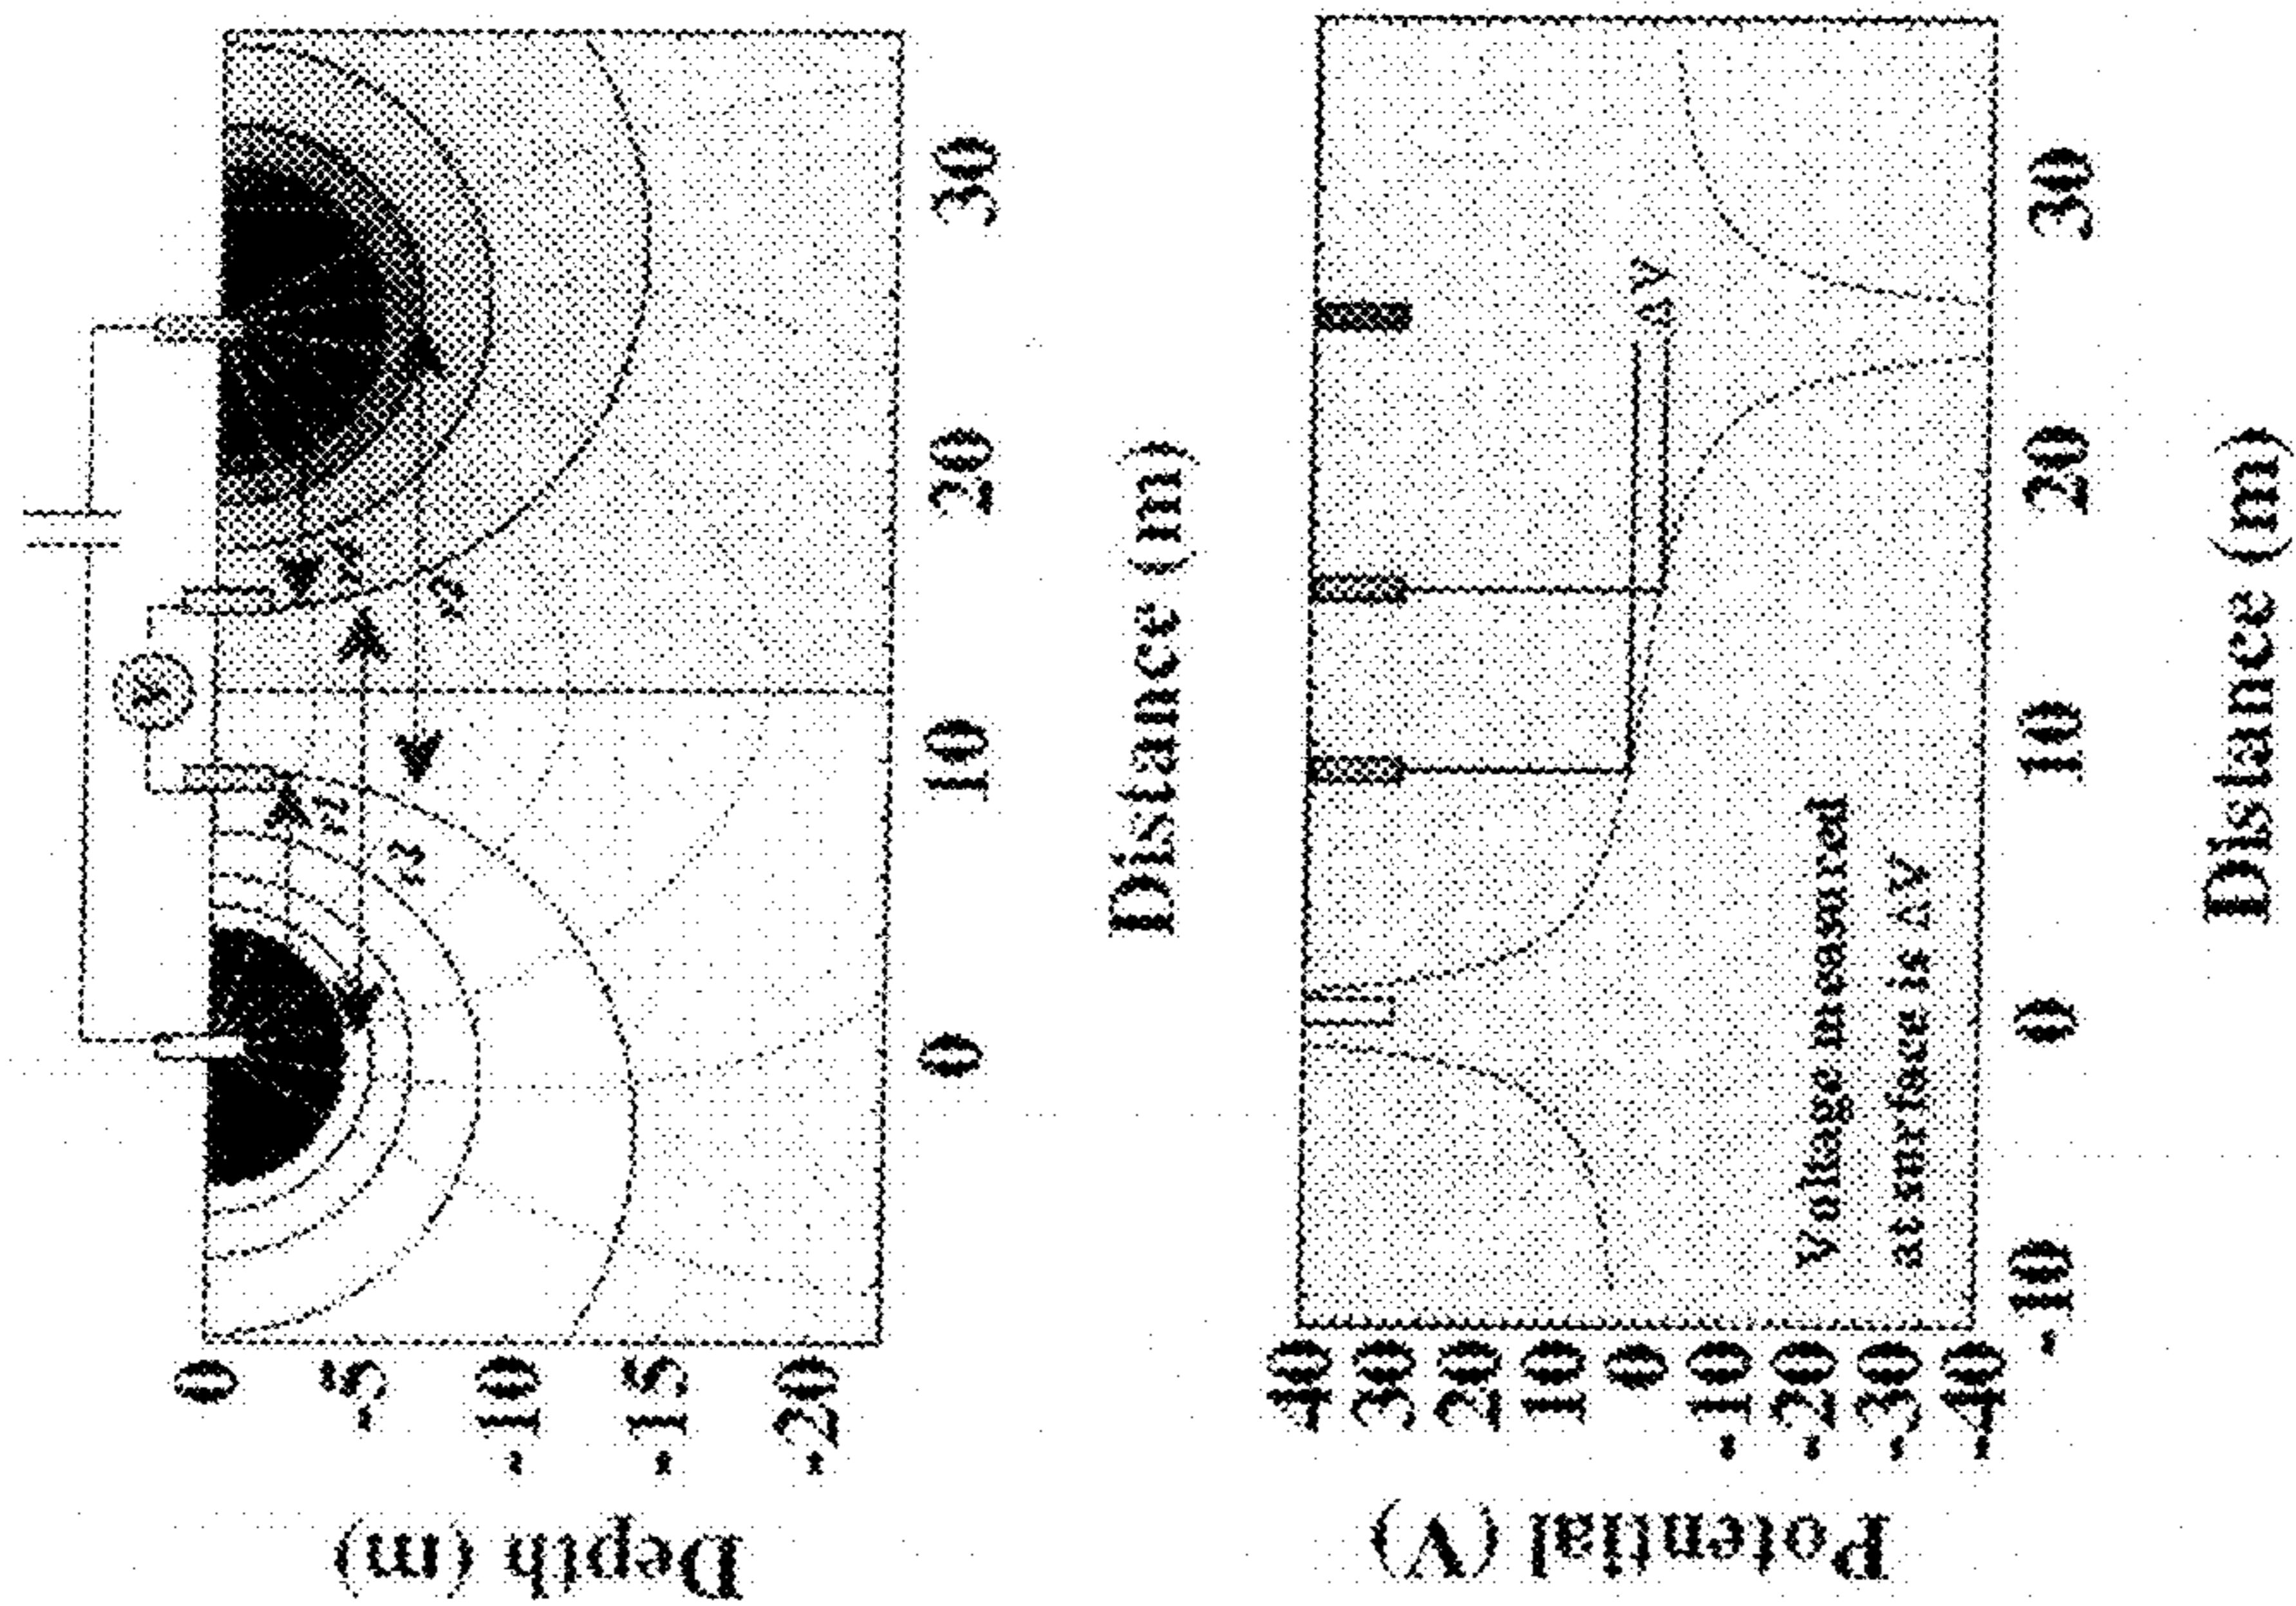 V
r1
r4
r3
r2
0
-5
-10
-15
-20
Depth (m)
0
10
20
30
Distance (m)
ΔV
Voltage measured
at surface is ΔV
40
30
20
10
0
-10
-20
-30
-40
Potential (V)
-10
0
10
20
30
Distance (m)